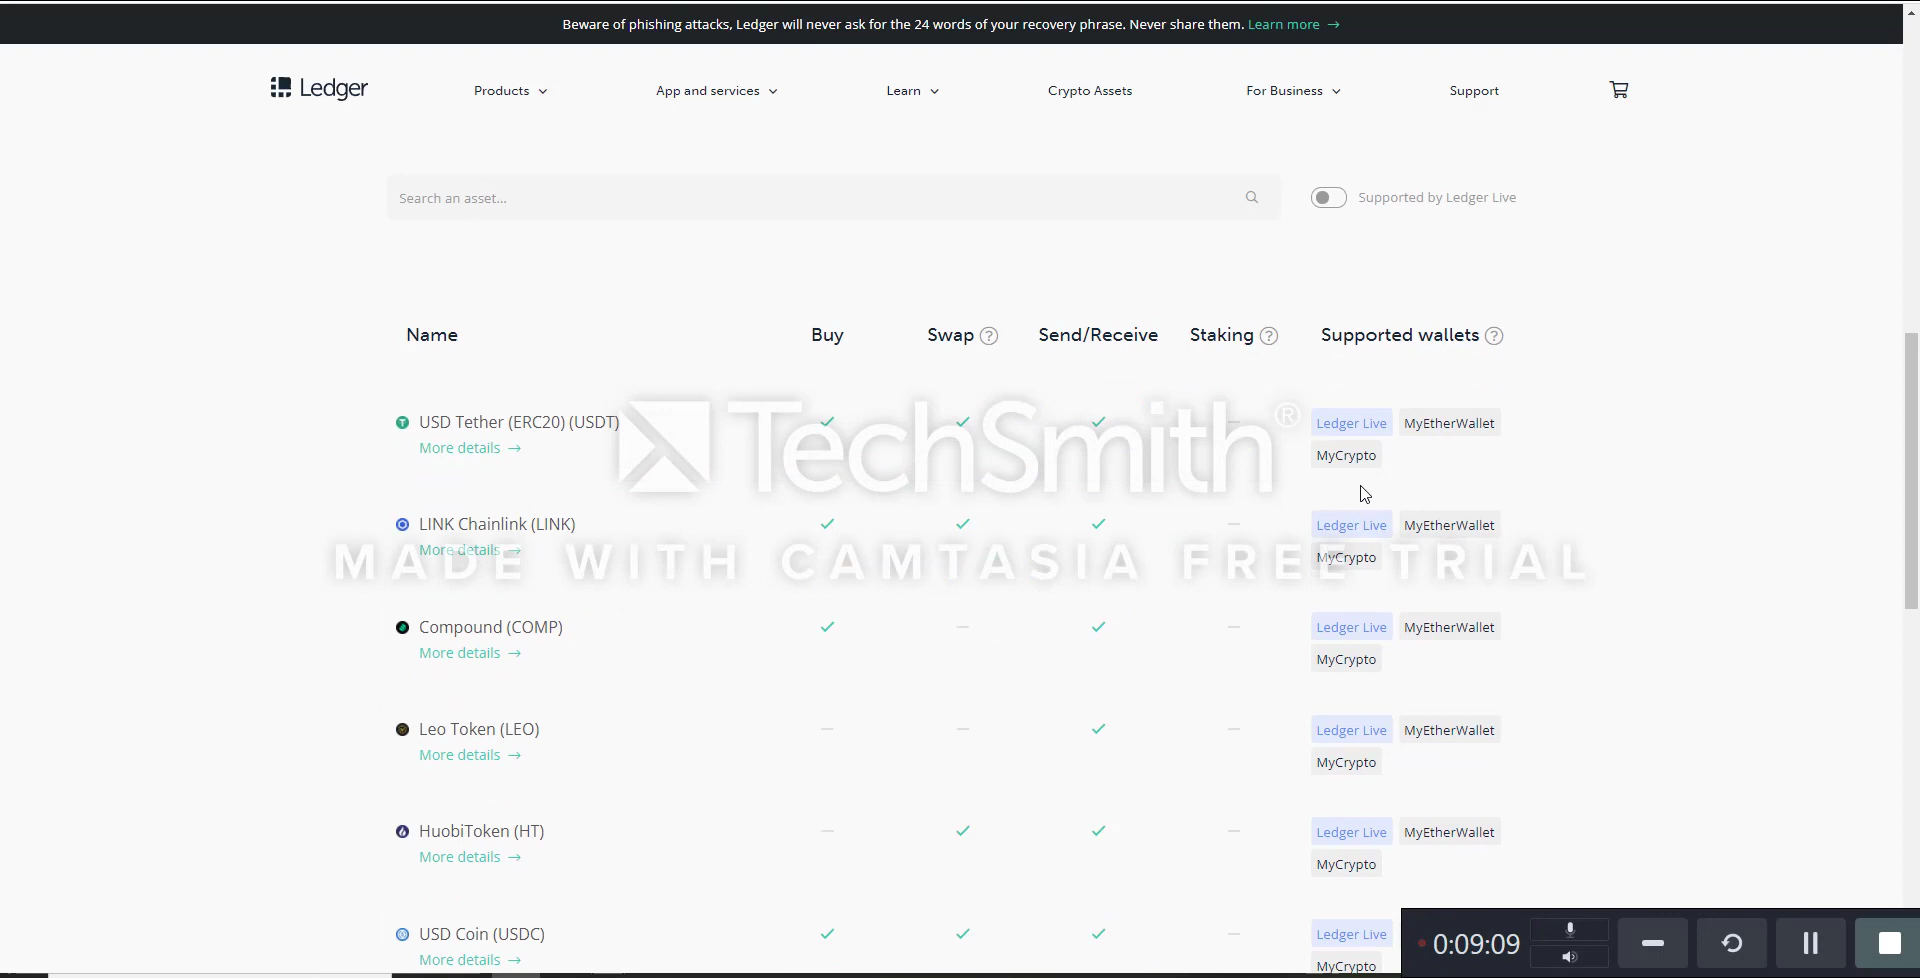 Beware of phishing attacks, Ledger will never ask for the 24 words of your recovery phrase. Never share them. Learn more →
Ledger Products App and services Learn Crypto Assets For Business Support
Search an asset... Supported by Ledger Live
Name Buy Swap ? Send/Receive Staking ? Supported wallets ?
USD Tether (ERC20) (USDT) Ledger Live MyEtherWallet
More details → MyCrypto
TechSmith®
LINK Chainlink (LINK) Ledger Live MyEtherWallet
More details → MyCrypto
MADE WITH CAMTASIA FREE TRIAL
Compound (COMP) Ledger Live MyEtherWallet
More details → MyCrypto
Leo Token (LEO) Ledger Live MyEtherWallet
More details → MyCrypto
HuobiToken (HT) Ledger Live MyEtherWallet
More details → MyCrypto
USD Coin (USDC) Ledger Live
More details → MyCrypto
0:09:09